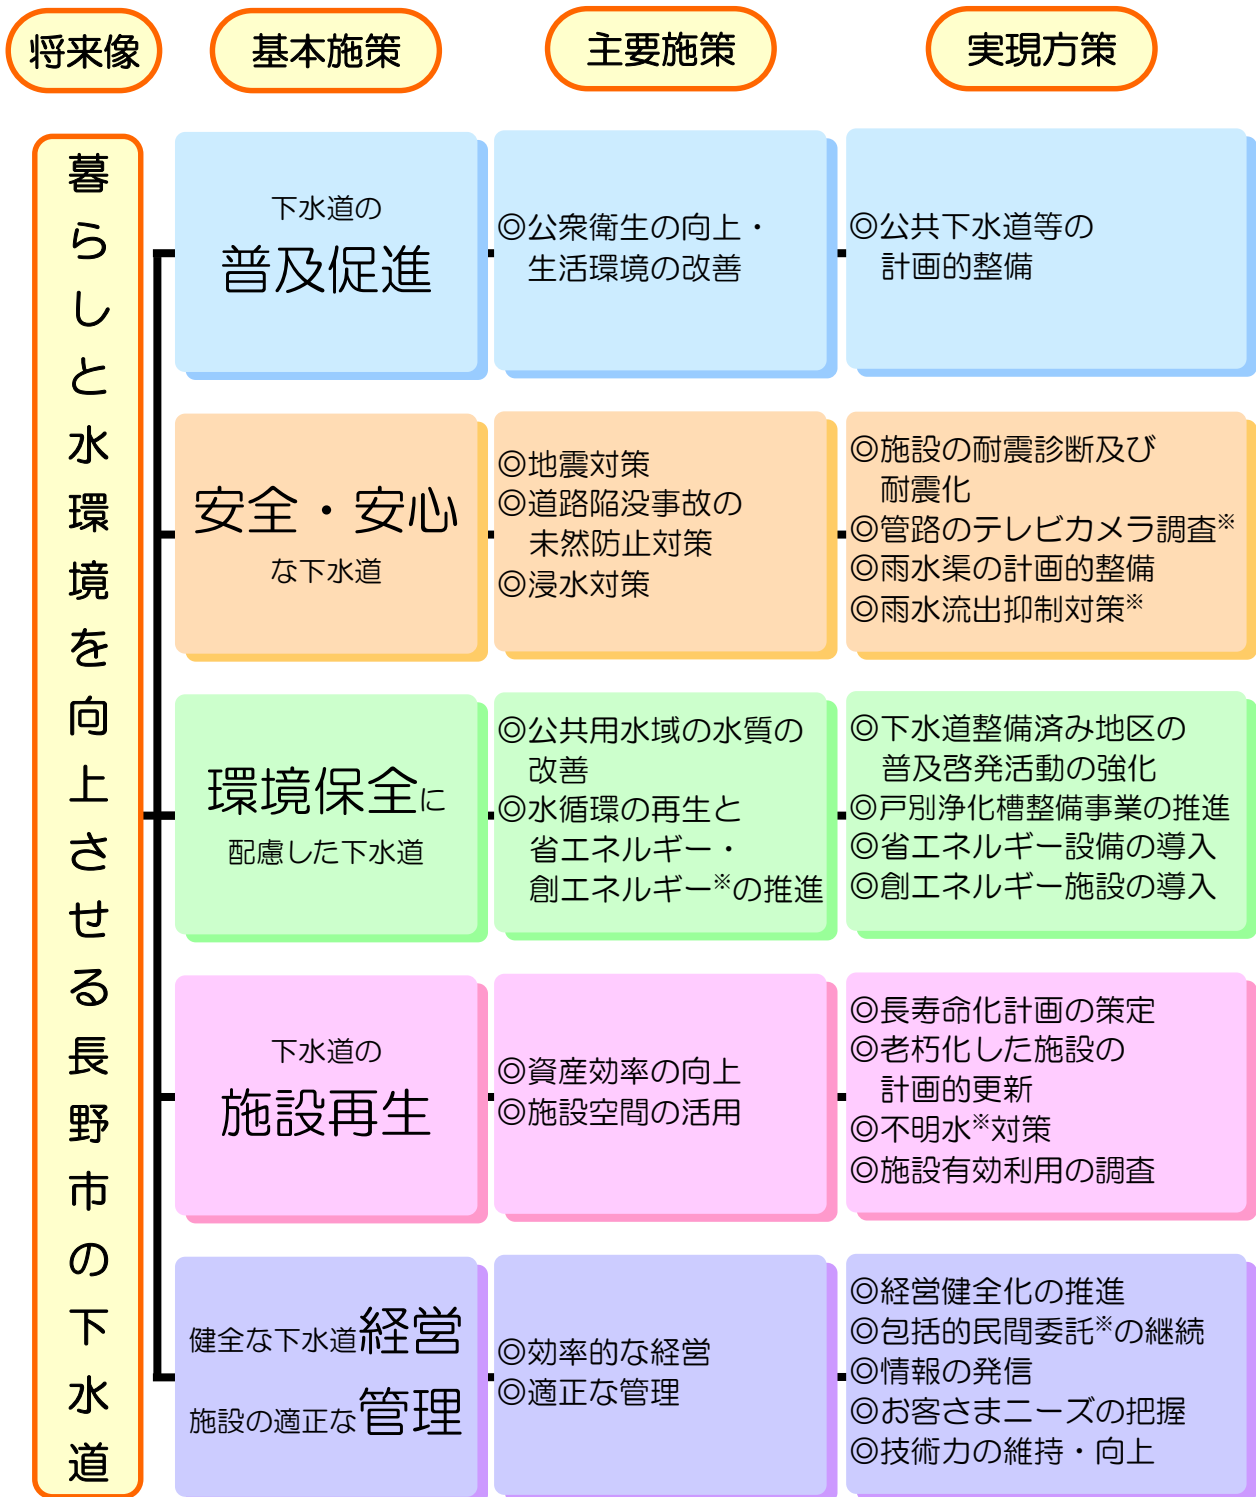 将来像
基本施策
主要施策
実現方策
暮らしと水環境を向上させる長野市の下水道
下水道の
普及促進
◎公衆衛生の向上・
生活環境の改善
◎公共下水道等の
計画的整備
安全・安心
な下水道
◎地震対策
◎道路陥没事故の
未然防止対策
◎浸水対策
◎施設の耐震診断及び
耐震化
◎管路のテレビカメラ調査※
◎雨水渠の計画的整備
◎雨水流出抑制対策※
環境保全に
配慮した下水道
◎公共用水域の水質の
改善
◎水循環の再生と
省エネルギー・
創エネルギー※の推進
◎下水道整備済み地区の
普及啓発活動の強化
◎戸別浄化槽整備事業の推進
◎省エネルギー設備の導入
◎創エネルギー施設の導入
下水道の
施設再生
◎資産効率の向上
◎施設空間の活用
◎長寿命化計画の策定
◎老朽化した施設の
計画的更新
◎不明水※対策
◎施設有効利用の調査
健全な下水道経営
施設の適正な管理
◎効率的な経営
◎適正な管理
◎経営健全化の推進
◎包括的民間委託※の継続
◎情報の発信
◎お客さまニーズの把握
◎技術力の維持・向上